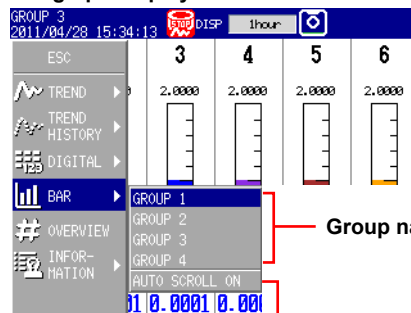 GROUP 3
2011/04/28 15:34:13 STOP DISP 1hour
3 4 5 6
2.0000 2.0000 2.0000 2.0000
ESC
TREND
TREND
HISTORY
DIGITAL
BAR
OVERVIEW
INFOR-
MATION
GROUP 1
GROUP 2
GROUP 3
GROUP 4
AUTO SCROLL ON
Group na
0.0001 0.00